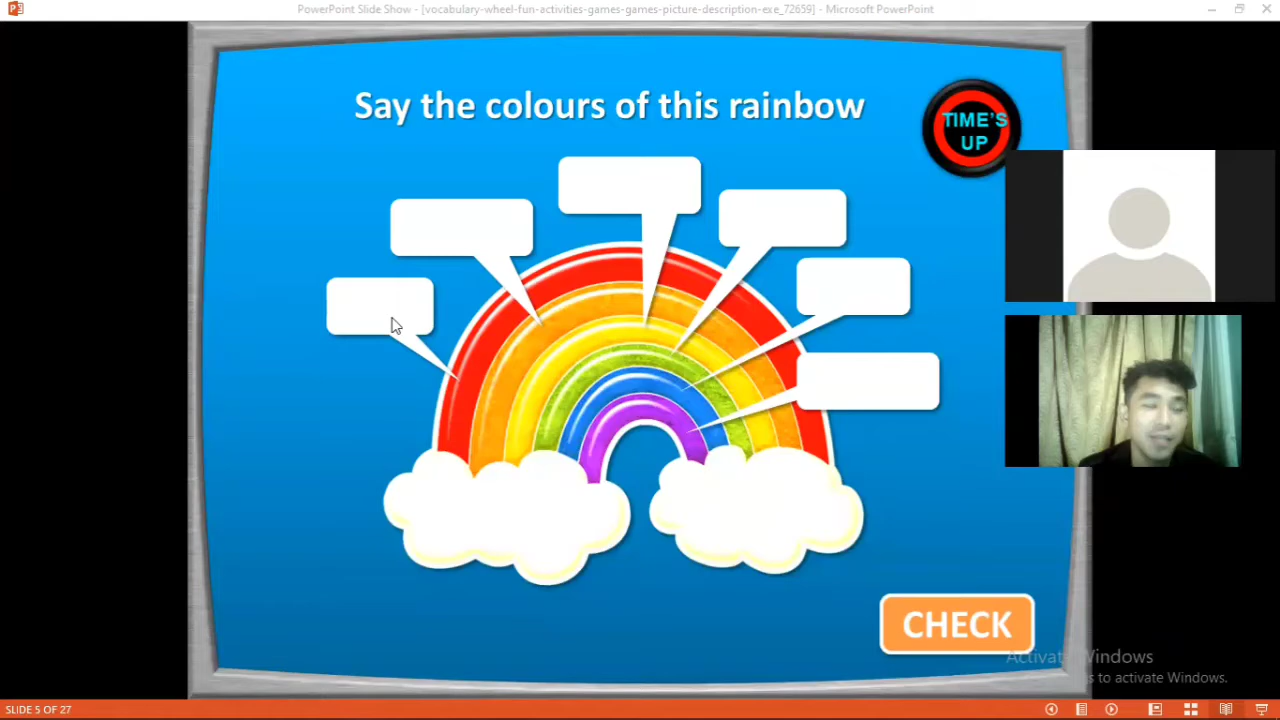 PowerPoint Slide Show - [vocabulary-wheel-fun-activities-games-games-picture-description-exe_72659] - Microsoft PowerPoint
Say the colours of this rainbow
TIME'S
UP
CHECK
Activate Windows
s to activate Windows.
SLIDE 5 OF 27